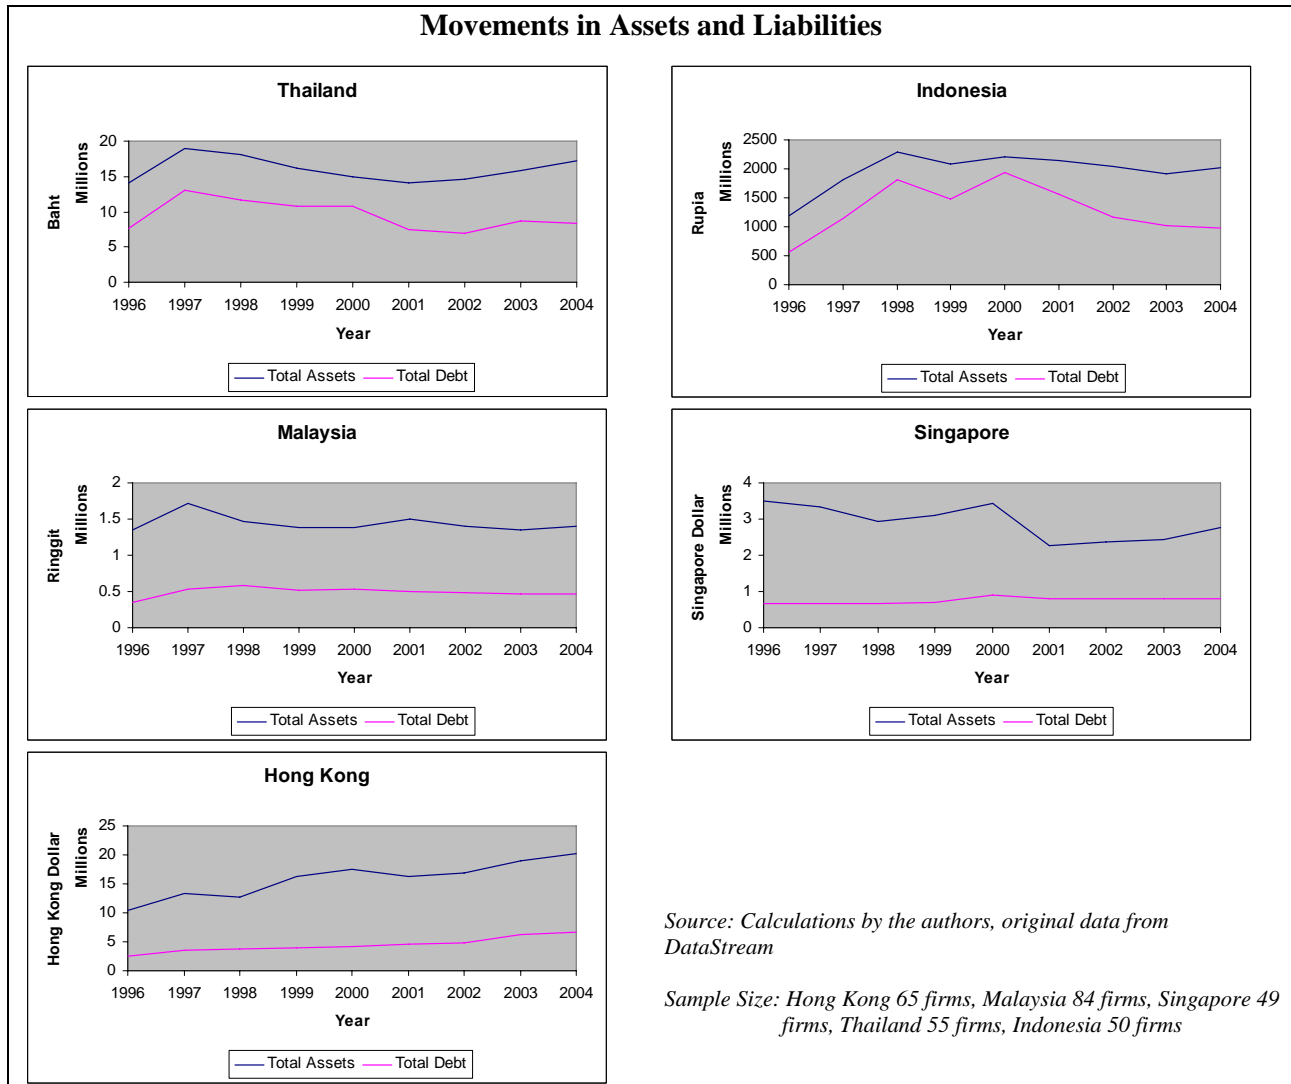 Movements in Assets and Liabilities
Thailand
Baht
Millions
20
15
10
5
0
1996 1997 1998 1999 2000 2001 2002 2003 2004
Year
Total Assets Total Debt
Indonesia
Rupia
Millions
2500
2000
1500
1000
500
0
1996 1997 1998 1999 2000 2001 2002 2003 2004
Year
Total Assets Total Debt
Malaysia
Ringgit
Millions
2
1.5
1
0.5
0
1996 1997 1998 1999 2000 2001 2002 2003 2004
Year
Total Assets Total Debt
Singapore
Singapore Dollar
Millions
4
3
2
1
0
1996 1997 1998 1999 2000 2001 2002 2003 2004
Year
Total Assets Total Debt
Hong Kong
Hong Kong Dollar
Millions
25
20
15
10
5
0
1996 1997 1998 1999 2000 2001 2002 2003 2004
Year
Total Assets Total Debt
Source: Calculations by the authors, original data from
DataStream
Sample Size: Hong Kong 65 firms, Malaysia 84 firms, Singapore 49
firms, Thailand 55 firms, Indonesia 50 firms